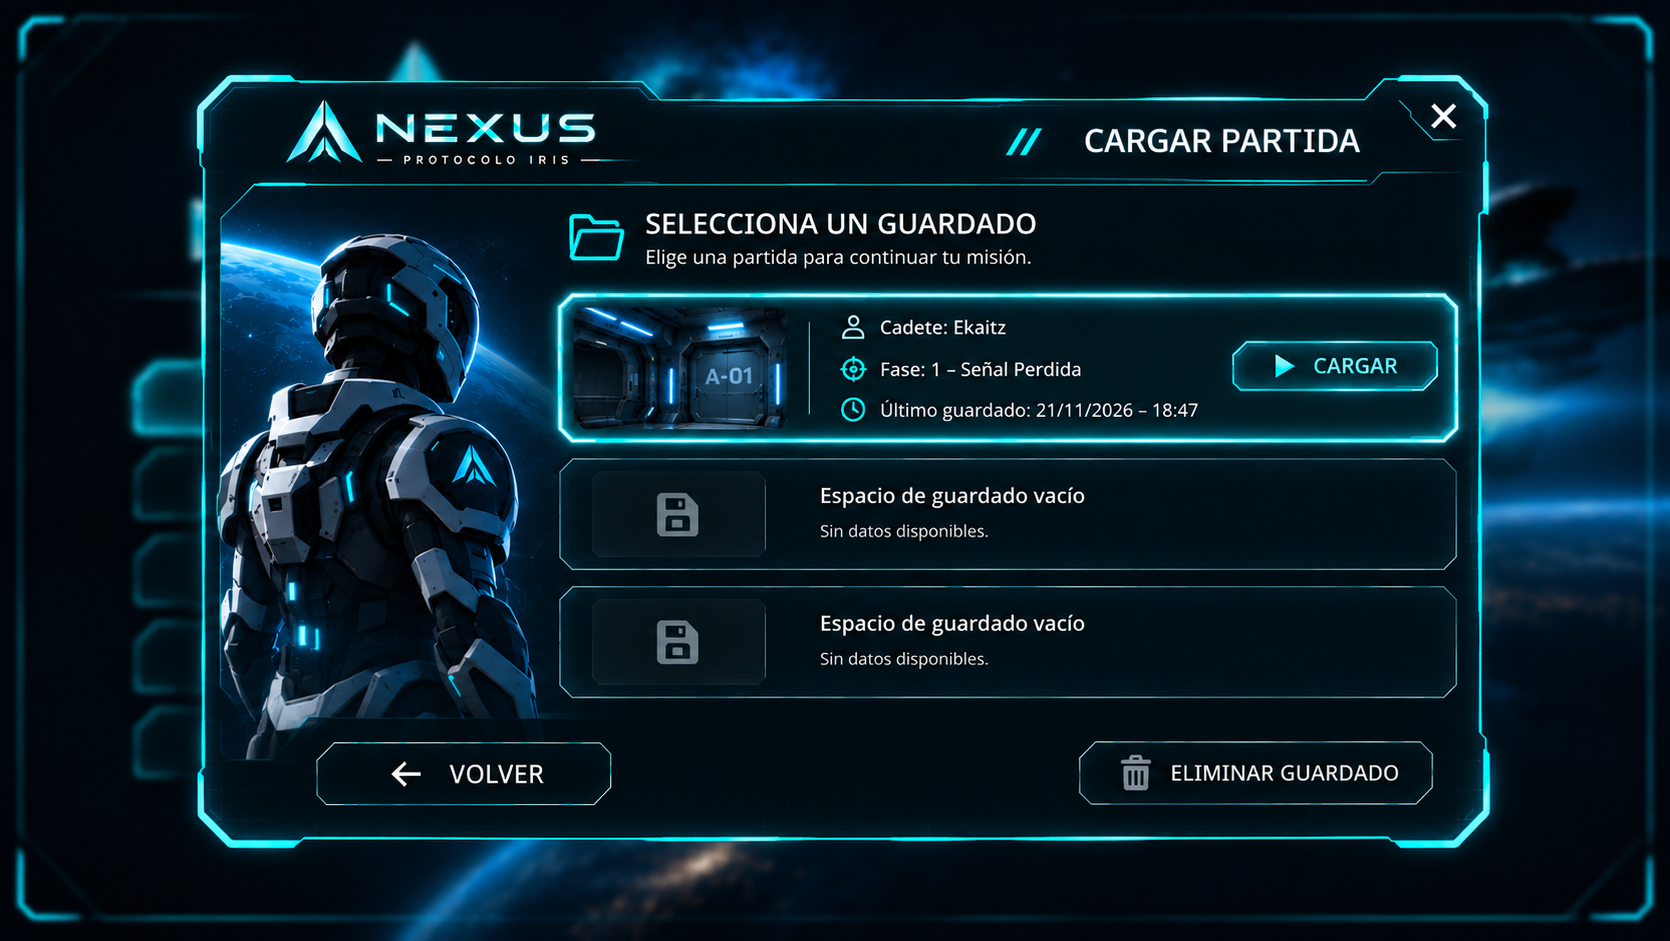 NEXUS
PROTOCOLO IRIS
// CARGAR PARTIDA
SELECCIONA UN GUARDADO
Elige una partida para continuar tu misión.
A-01
Cadete: Ekaitz
Fase: 1 – Señal Perdida
Último guardado: 21/11/2026 – 18:47
CARGAR
Espacio de guardado vacío
Sin datos disponibles.
Espacio de guardado vacío
Sin datos disponibles.
VOLVER
ELIMINAR GUARDADO